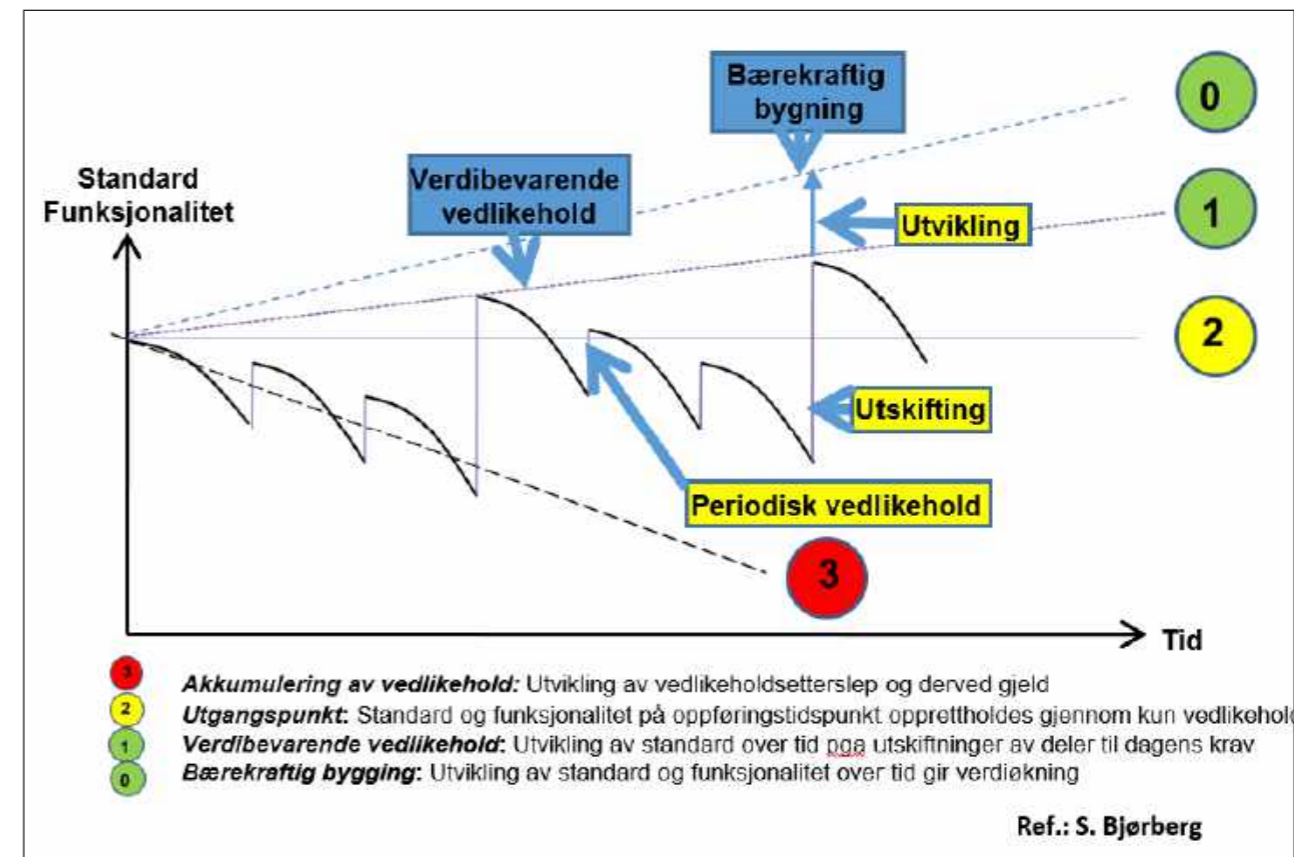 Bærekraftig
bygning
0
Verdibevarende
vedlikehold
Standard
Funksjonalitet
1
Utvikling
2
Utskifting
Periodisk vedlikehold
3
Tid
3 Akkumulering av vedlikehold: Utvikling av vedlikeholdsetterslep og derved gjeld
2 Utgangspunkt: Standard og funksjonalitet på oppføringstidspunkt opprettholdes gjennom kun vedlikehold
1 Verdibevarende vedlikehold: Utvikling av standard over tid pga utskiftninger av deler til dagens krav
0 Bærekraftig bygging: Utvikling av standard og funksjonalitet over tid gir verdiøkning
Ref.: S. Bjørberg